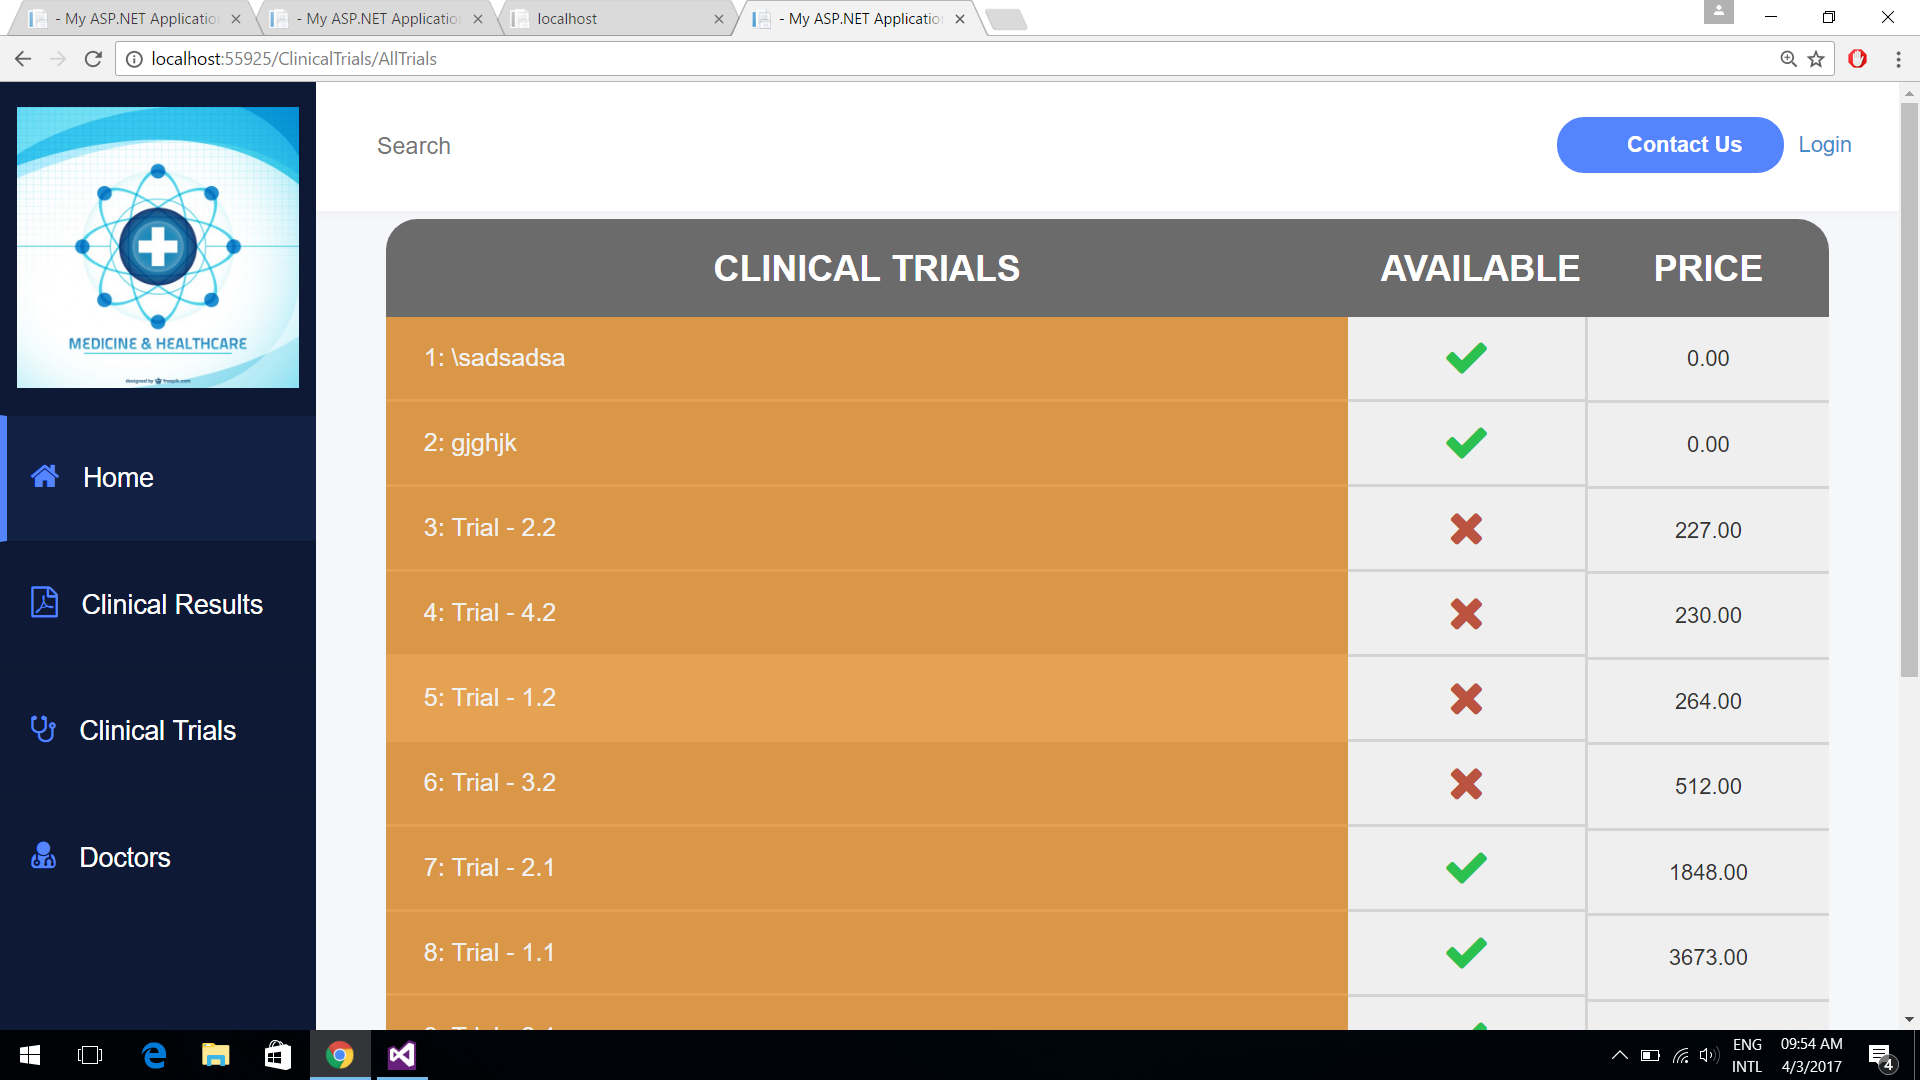 - My ASP.NET Applicatio
- My ASP.NET Applicatio
localhost
- My ASP.NET Applicatio
localhost:55925/ClinicalTrials/AllTrials
MEDICINE & HEALTHCARE
designed by freepik.com
Search
Contact Us
Login
Home
Clinical Results
Clinical Trials
Doctors
CLINICAL TRIALS AVAILABLE PRICE
1: \sadsadsa 0.00
2: gjghjk 0.00
3: Trial - 2.2 227.00
4: Trial - 4.2 230.00
5: Trial - 1.2 264.00
6: Trial - 3.2 512.00
7: Trial - 2.1 1848.00
8: Trial - 1.1 3673.00
ENG
INTL
09:54 AM
4/3/2017
4